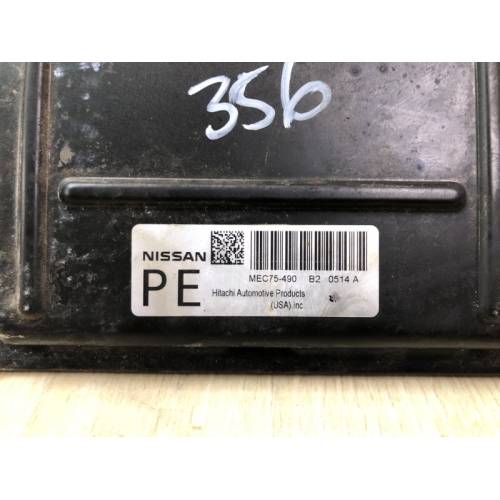 356
NISSAN
PE
MEC75-490 B2 0514 A
Hitachi Automotive Products
(USA).Inc